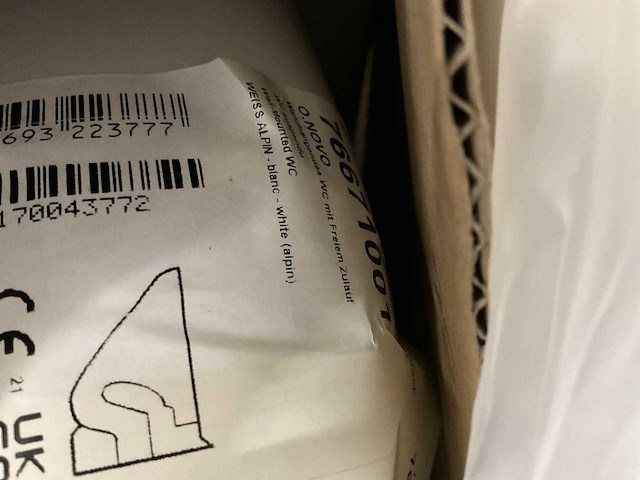 76671001
O.NOVO, WC mit Freiem Zulauf
Wall-mounted WC
WEISS ALPIN - blanc - white (alpin)
693 223777
170043772
CE
21
UK